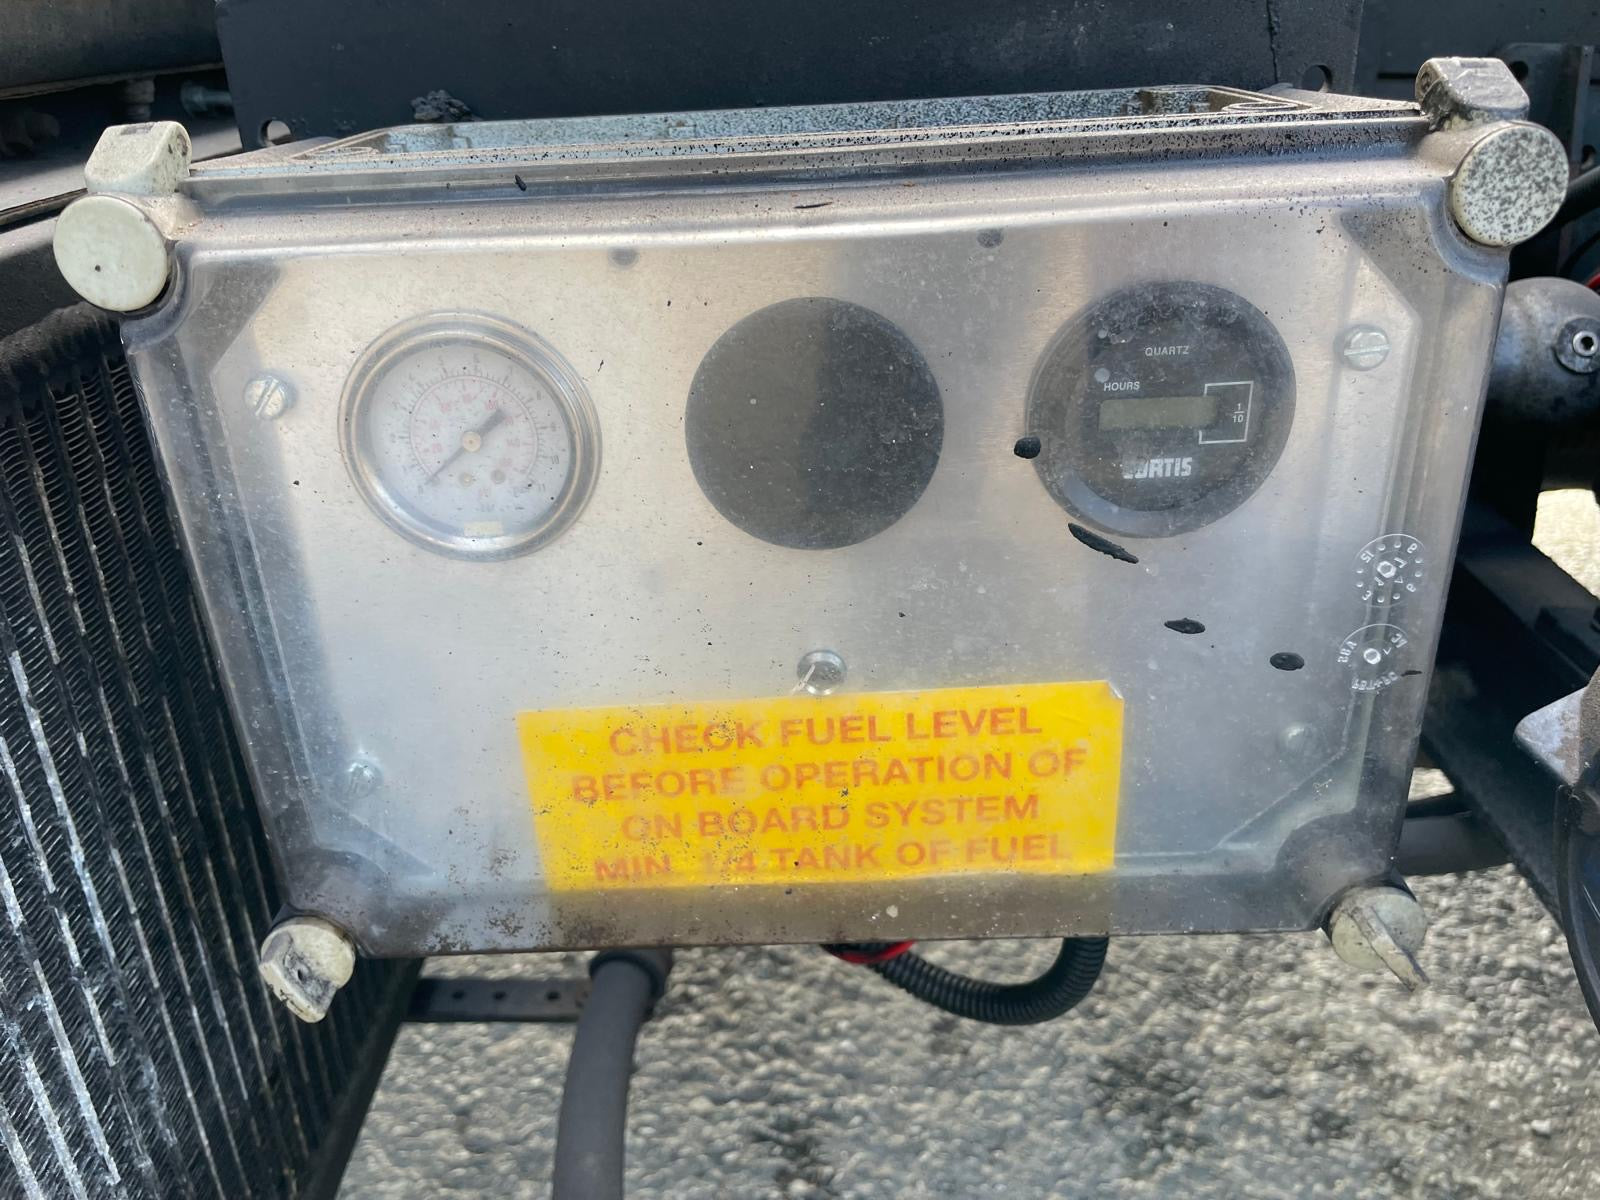 QUARTZ
HOURS
1
10
CURTIS
CHECK FUEL LEVEL
BEFORE OPERATION OF
ON BOARD SYSTEM
MIN. 1/4 TANK OF FUEL